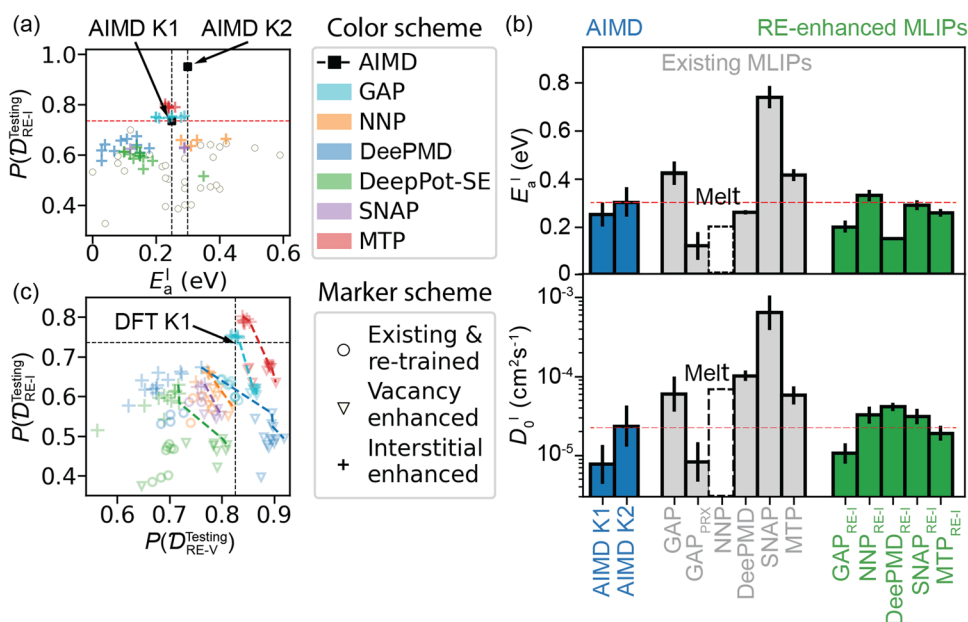 (a)
AIMD K1
AIMD K2
P(𝒟^Testing_RE-I)
1.0
0.8
0.6
0.4
0
0.2
0.4
0.6
E_a^I (eV)
Color scheme
AIMD
GAP
NNP
DeePMD
DeepPot-SE
SNAP
MTP
(c)
DFT K1
P(𝒟^Testing_RE-I)
0.8
0.7
0.6
0.5
0.4
0.6
0.7
0.8
0.9
P(𝒟^Testing_RE-V)
Marker scheme
Existing &
re-trained
Vacancy
enhanced
Interstitial
enhanced
(b)
AIMD
RE-enhanced MLIPs
Existing MLIPs
E_a^I (eV)
0.8
0.6
0.4
0.2
0
Melt
D_0^I (cm²s⁻¹)
10⁻³
10⁻⁴
10⁻⁵
Melt
AIMD K1
AIMD K2
GAP
GAP_PRX
NNP
DeePMD
SNAP
MTP
GAP_RE-I
NNP_RE-I
DeePMD_RE-I
SNAP_RE-I
MTP_RE-I